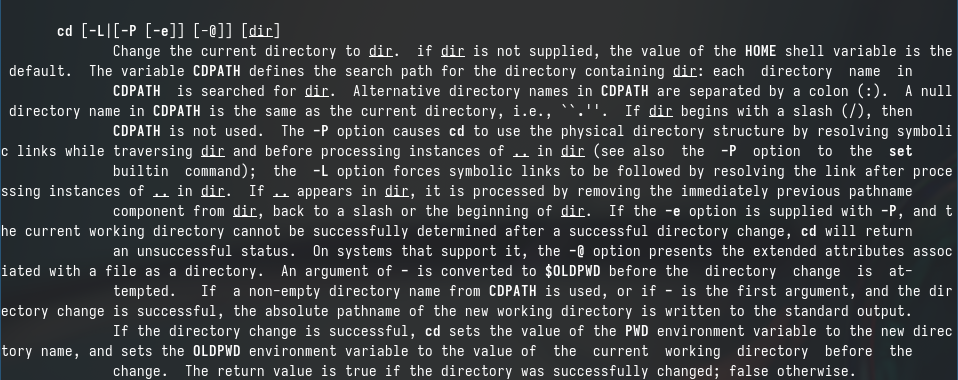 cd [-L|[-P [-e]] [-@]] [dir]
Change the current directory to dir.  if dir is not supplied, the value of the HOME shell variable is the
default.  The variable CDPATH defines the search path for the directory containing dir: each  directory  name  in
CDPATH  is searched for dir.  Alternative directory names in CDPATH are separated by a colon (:).  A null
directory name in CDPATH is the same as the current directory, i.e., ``.''.  If dir begins with a slash (/), then
CDPATH is not used.  The -P option causes cd to use the physical directory structure by resolving symboli
c links while traversing dir and before processing instances of .. in dir (see also  the  -P  option  to  the  set
builtin  command);  the  -L option forces symbolic links to be followed by resolving the link after proce
ssing instances of .. in dir.  If .. appears in dir, it is processed by removing the immediately previous pathname
component from dir, back to a slash or the beginning of dir.  If the -e option is supplied with -P, and t
he current working directory cannot be successfully determined after a successful directory change, cd will return
an unsuccessful status.  On systems that support it, the -@ option presents the extended attributes assoc
iated with a file as a directory.  An argument of - is converted to $OLDPWD before the  directory  change  is  at-
tempted.   If  a non-empty directory name from CDPATH is used, or if - is the first argument, and the dir
ectory change is successful, the absolute pathname of the new working directory is written to the standard output.
If the directory change is successful, cd sets the value of the PWD environment variable to the new direc
tory name, and sets the OLDPWD environment variable to the value of  the  current  working  directory  before  the
change.  The return value is true if the directory was successfully changed; false otherwise.